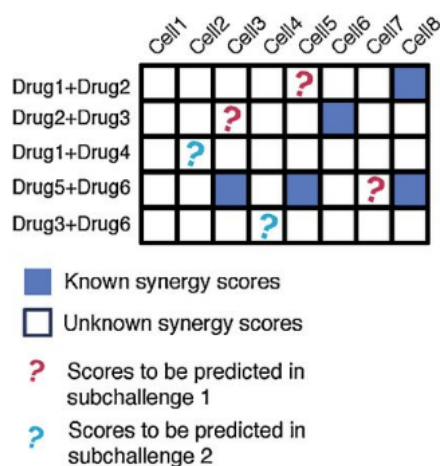 Cell1 Cell2 Cell3 Cell4 Cell5 Cell6 Cell7 Cell8
Drug1+Drug2 ?
Drug2+Drug3 ?
Drug1+Drug4 ?
Drug5+Drug6 ?
Drug3+Drug6 ?
Known synergy scores
Unknown synergy scores
? Scores to be predicted in
subchallenge 1
? Scores to be predicted in
subchallenge 2